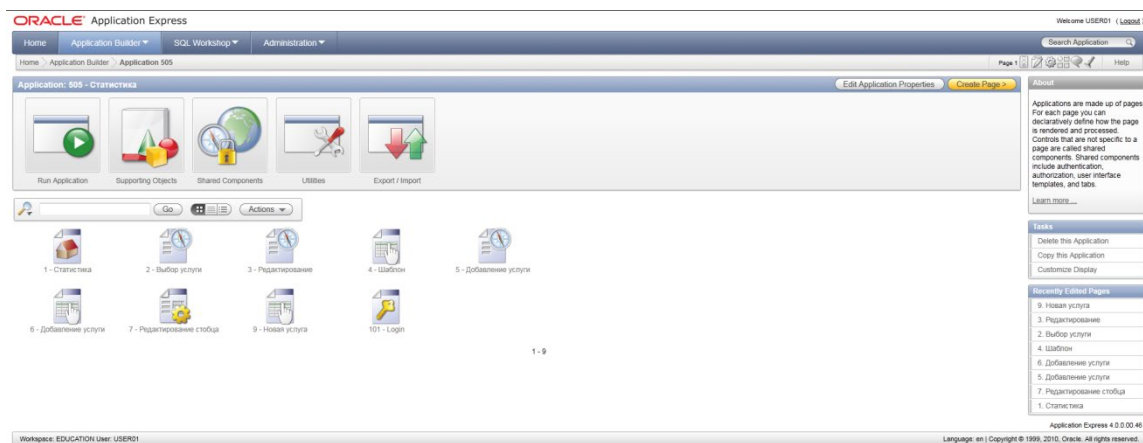 ORACLE Application Express
Welcome USER01 ( Logout )
Home Application Builder SQL Workshop Administration
Search Application
Home Application Builder Application 505
Page 1 Help
Application: 505 - Статистика
Edit Application Properties Create Page >
Run Application Supporting Objects Shared Components Utilities Export / Import
Go Actions
1 - Статистика 2 - Выбор услуги 3 - Редактирование 4 - Шаблон 5 - Добавление услуги
6 - Добавление услуги 7 - Редактирование стобца 9 - Новая услуга 101 - Login
1 - 9
About
Applications are made up of pages
For each page you can
declaratively define how the page
is rendered and processed.
Controls that are not specific to a
page are called shared
components. Shared components
include authentication,
authorization, user interface
templates, and tabs.
Learn more ...
Tasks
Delete this Application
Copy this Application
Customize Display
Recently Edited Pages
9. Новая услуга
3. Редактирование
2. Выбор услуги
4. Шаблон
6. Добавление услуги
5. Добавление услуги
7. Редактирование стобца
1. Статистика
Application Express 4.0.0.00.46
Workspace: EDUCATION User: USER01
Language: en | Copyright © 1999, 2010, Oracle. All rights reserved.